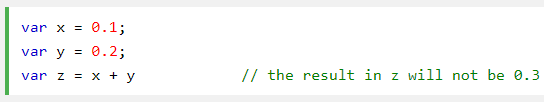 var x = 0.1;
var y = 0.2;
var z = x + y            // the result in z will not be 0.3